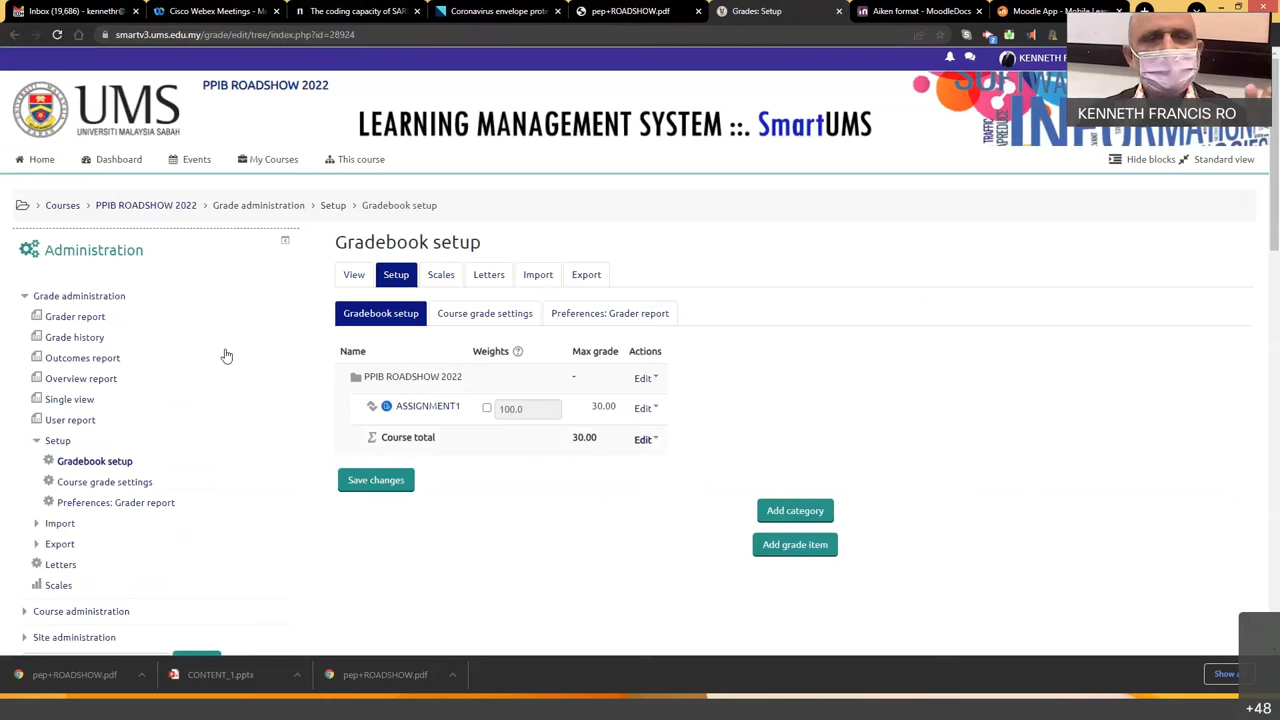 Inbox (19,686) - kennethr@
Cisco Webex Meetings - Mu
The coding capacity of SAR
Coronavirus envelope prote
pep+ROADSHOW.pdf
Grades: Setup
Aiken format - MoodleDocs
Moodle App - Mobile Lear
smartv3.ums.edu.my/grade/edit/tree/index.php?id=28924
KENNETH F
PPIB ROADSHOW 2022
UMS
UNIVERSITI MALAYSIA SABAH
LEARNING MANAGEMENT SYSTEM ::. SmartUMS
KENNETH FRANCIS RO
Home
Dashboard
Events
My Courses
This course
Hide blocks
Standard view
Courses
PPIB ROADSHOW 2022
Grade administration
Setup
Gradebook setup
Administration
Grade administration
Grader report
Grade history
Outcomes report
Overview report
Single view
User report
Setup
Gradebook setup
Course grade settings
Preferences: Grader report
Import
Export
Letters
Scales
Course administration
Site administration
Gradebook setup
View
Setup
Scales
Letters
Import
Export
Gradebook setup
Course grade settings
Preferences: Grader report
Name
Weights
Max grade
Actions
PPIB ROADSHOW 2022
-
Edit
ASSIGNMENT1
100.0
30.00
Edit
Course total
30.00
Edit
Save changes
Add category
Add grade item
pep+ROADSHOW.pdf
CONTENT_1.pptx
pep+ROADSHOW.pdf
Show a
+48